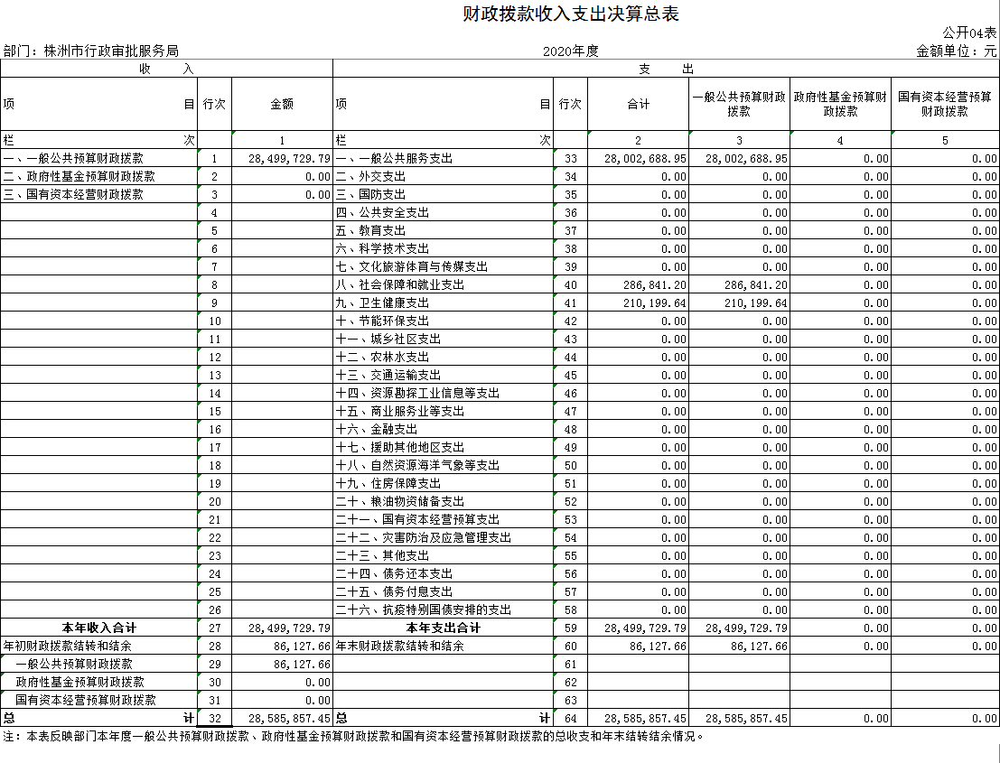 财政拨款收入支出决算总表
公开04表
部门：株洲市行政审批服务局 2020年度 金额单位：元
收 入 支 出
项 目 行次 金额 项 目 行次 合计 一般公共预算财政拨款 政府性基金预算财政拨款 国有资本经营预算财政拨款
栏 次 1 栏 次 2 3 4 5
一、一般公共预算财政拨款 1 28,499,729.79 一、一般公共服务支出 33 28,002,688.95 28,002,688.95 0.00 0.00
二、政府性基金预算财政拨款 2 0.00 二、外交支出 34 0.00 0.00 0.00 0.00
三、国有资本经营财政拨款 3 0.00 三、国防支出 35 0.00 0.00 0.00 0.00
4 四、公共安全支出 36 0.00 0.00 0.00 0.00
5 五、教育支出 37 0.00 0.00 0.00 0.00
6 六、科学技术支出 38 0.00 0.00 0.00 0.00
7 七、文化旅游体育与传媒支出 39 0.00 0.00 0.00 0.00
8 八、社会保障和就业支出 40 286,841.20 286,841.20 0.00 0.00
9 九、卫生健康支出 41 210,199.64 210,199.64 0.00 0.00
10 十、节能环保支出 42 0.00 0.00 0.00 0.00
11 十一、城乡社区支出 43 0.00 0.00 0.00 0.00
12 十二、农林水支出 44 0.00 0.00 0.00 0.00
13 十三、交通运输支出 45 0.00 0.00 0.00 0.00
14 十四、资源勘探工业信息等支出 46 0.00 0.00 0.00 0.00
15 十五、商业服务业等支出 47 0.00 0.00 0.00 0.00
16 十六、金融支出 48 0.00 0.00 0.00 0.00
17 十七、援助其他地区支出 49 0.00 0.00 0.00 0.00
18 十八、自然资源海洋气象等支出 50 0.00 0.00 0.00 0.00
19 十九、住房保障支出 51 0.00 0.00 0.00 0.00
20 二十、粮油物资储备支出 52 0.00 0.00 0.00 0.00
21 二十一、国有资本经营预算支出 53 0.00 0.00 0.00 0.00
22 二十二、灾害防治及应急管理支出 54 0.00 0.00 0.00 0.00
23 二十三、其他支出 55 0.00 0.00 0.00 0.00
24 二十四、债务还本支出 56 0.00 0.00 0.00 0.00
25 二十五、债务付息支出 57 0.00 0.00 0.00 0.00
26 二十六、抗疫特别国债安排的支出 58 0.00 0.00 0.00 0.00
本年收入合计 27 28,499,729.79 本年支出合计 59 28,499,729.79 28,499,729.79 0.00 0.00
年初财政拨款结转和结余 28 86,127.66 年末财政拨款结转和结余 60 86,127.66 86,127.66 0.00 0.00
一般公共预算财政拨款 29 86,127.66 61
政府性基金预算财政拨款 30 0.00 62
国有资本经营预算财政拨款 31 0.00 63
总 计 32 28,585,857.45 总 计 64 28,585,857.45 28,585,857.45 0.00 0.00
注：本表反映部门本年度一般公共预算财政拨款、政府性基金预算财政拨款和国有资本经营预算财政拨款的总收支和年末结转结余情况。